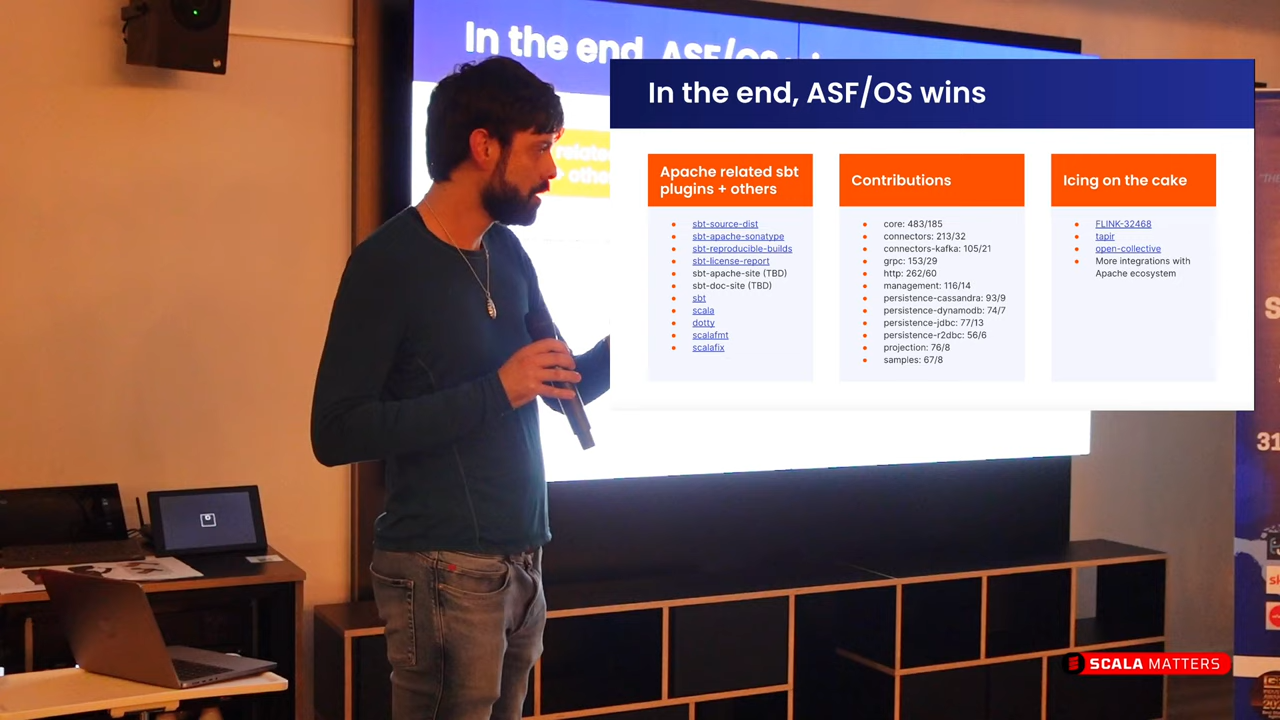 In the end, ASF/OS wi
In the end, ASF/OS wins
Apache related sbt
plugins + others
sbt-source-dist
sbt-apache-sonatype
sbt-reproducible-builds
sbt-license-report
sbt-apache-site (TBD)
sbt-doc-site (TBD)
sbt
scala
dotty
scalafmt
scalafix
Contributions
core: 483/185
connectors: 213/32
connectors-kafka: 105/21
grpc: 153/29
http: 262/60
management: 116/14
persistence-cassandra: 93/9
persistence-dynamodb: 74/7
persistence-jdbc: 77/13
persistence-r2dbc: 56/6
projection: 76/8
samples: 67/8
Icing on the cake
FLINK-32468
tapir
open-collective
More integrations with
Apache ecosystem
relate
+ othe
31
SCALA MATTERS